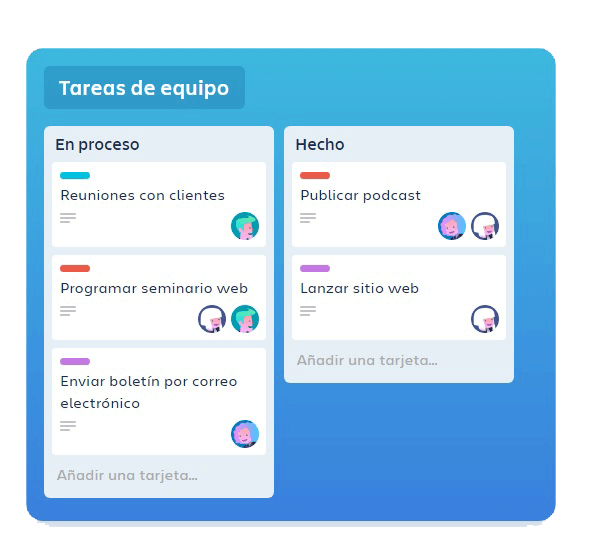 Tareas de equipo
En proceso
Reuniones con clientes
Programar seminario web
Enviar boletín por correo
electrónico
Añadir una tarjeta...
Hecho
Publicar podcast
Lanzar sitio web
Añadir una tarjeta...